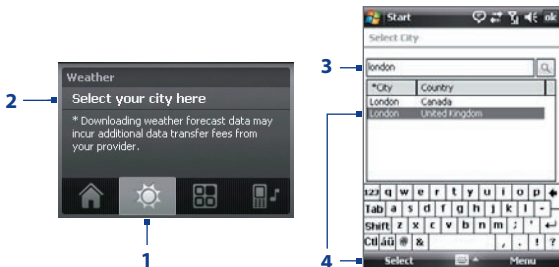 Weather
2
Select your city here
* Downloading weather forecast data may
incur additional data transfer fees from
your provider.
1
Start
ok
Select City
3
london
*City
Country
London
Canada
London
United Kingdom
4
123 q w e r t y u i o p
Tab a s d f g h j k l -
Shift z x c v b n m ; '
Ctl áü @ & , . ! ?
Select
Menu